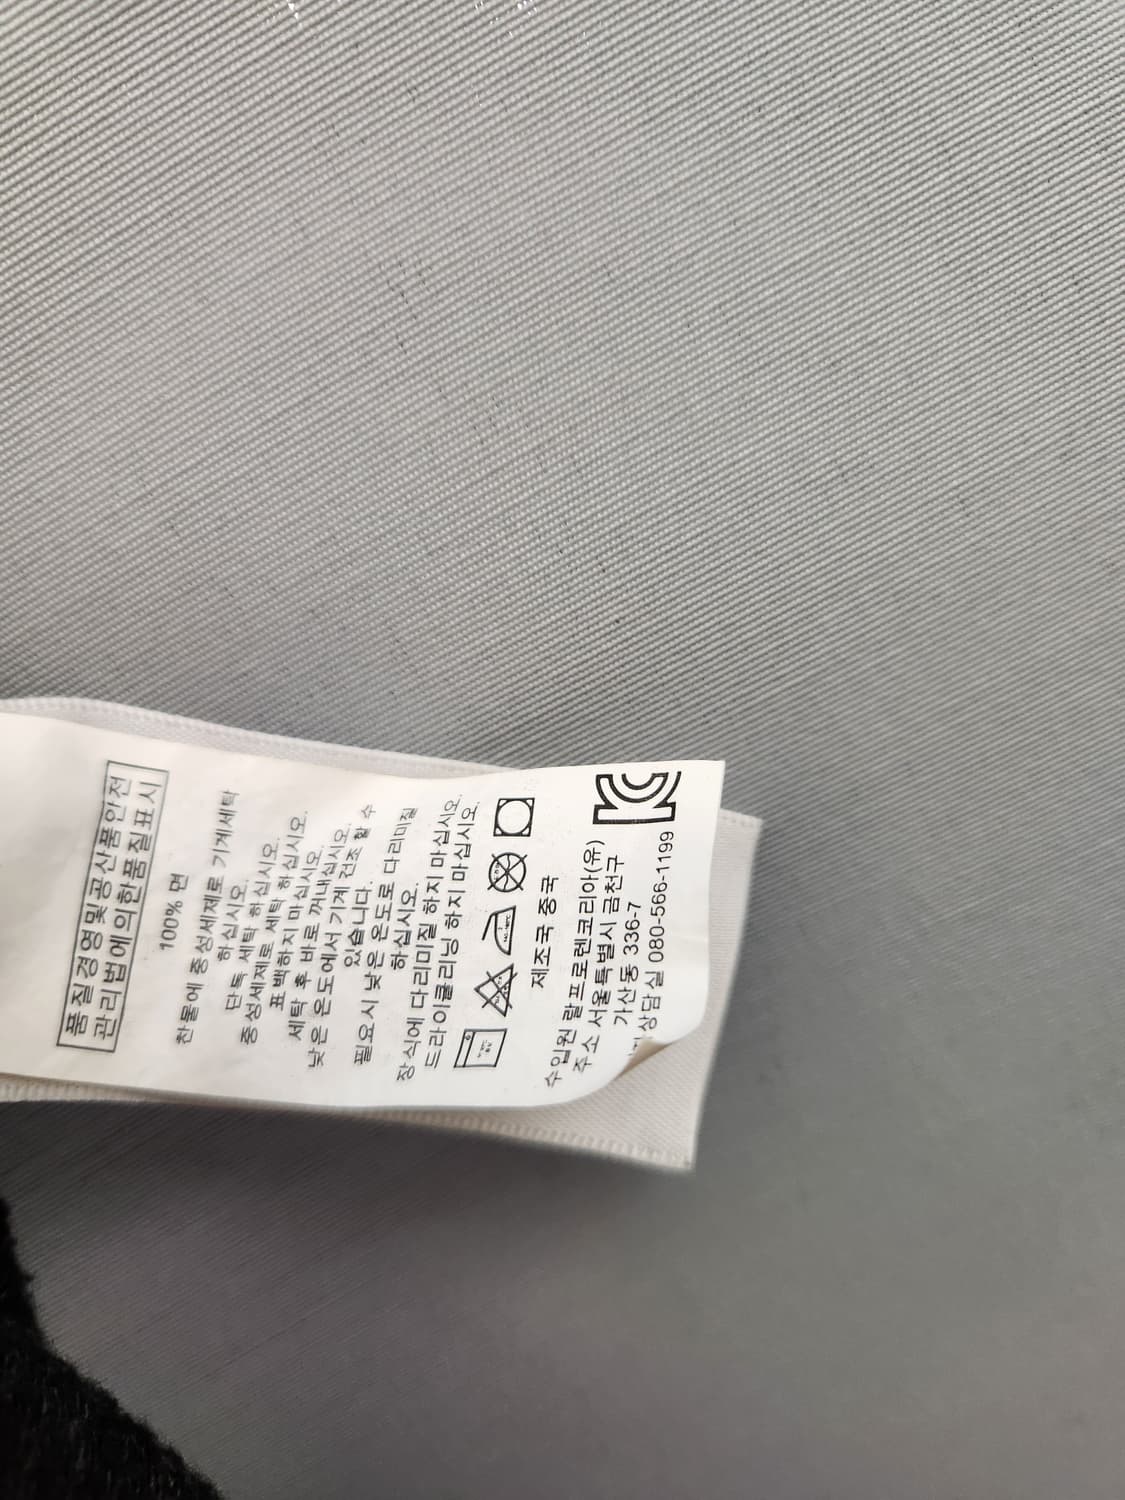 품질경영및공산품안전
관리법에의한품질표시
100% 면
찬물에 중성세제로 기계세탁
하십시오.
단독 세탁 하십시오.
중성세제로 세탁 하십시오.
표백하지 마십시오.
세탁 후 바로 꺼내십시오.
낮은 온도에서 기계 건조 할 수
있습니다.
필요시 낮은 온도로 다리미질
하십시오.
장식에 다리미질 하지 마십시오.
드라이클리닝 하지 마십시오.
제조국 중국
수입원 랄프로렌코리아(유)
주소 서울특별시 금천구
가산동 336-7
상담실 080-566-1199